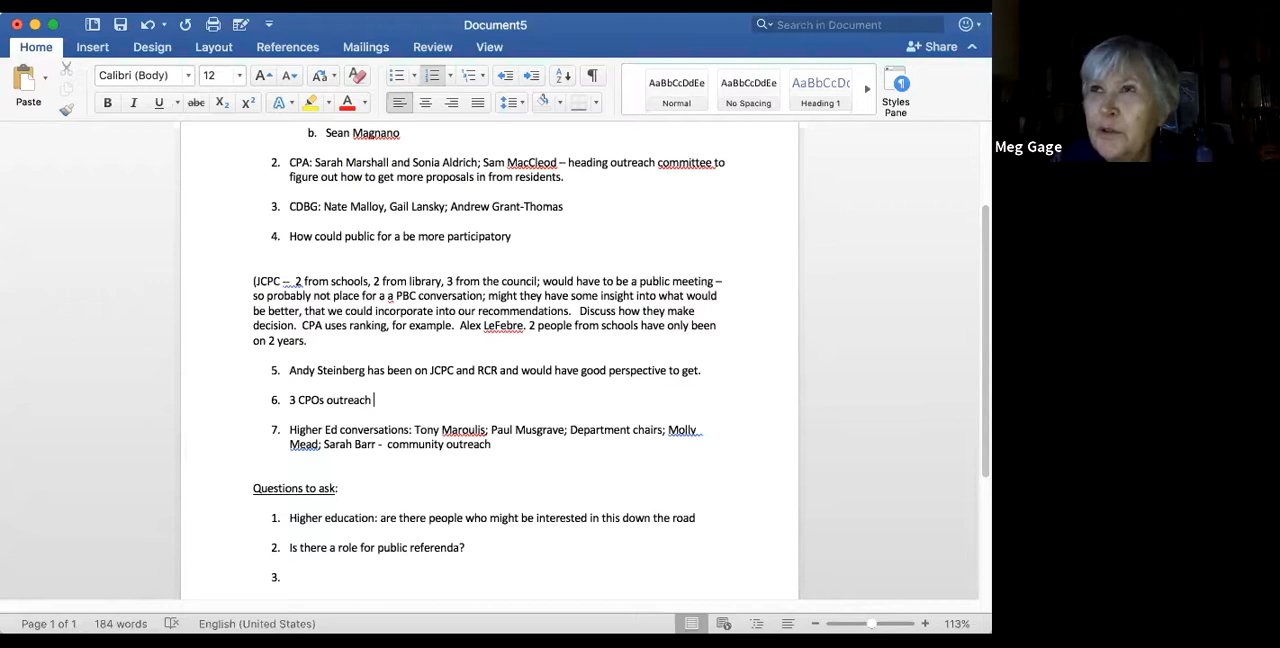 Document5
Search in Document
Home Insert Design Layout References Mailings Review View Share
Paste
Calibri (Body) 12
AaBbCcDdEe AaBbCcDdEe AaBbCcDc
Normal No Spacing Heading 1
Styles
Pane
b. Sean Magnano
2. CPA: Sarah Marshall and Sonia Aldrich; Sam MacCleod – heading outreach committee to
figure out how to get more proposals in from residents.
3. CDBG: Nate Malloy, Gail Lansky; Andrew Grant-Thomas
4. How could public for a be more participatory
(JCPC -- 2 from schools, 2 from library, 3 from the council; would have to be a public meeting –
so probably not place for a a PBC conversation; might they have some insight into what would
be better, that we could incorporate into our recommendations. Discuss how they make
decision. CPA uses ranking, for example. Alex LeFebre. 2 people from schools have only been
on 2 years.
5. Andy Steinberg has been on JCPC and RCR and would have good perspective to get.
6. 3 CPOs outreach
7. Higher Ed conversations: Tony Maroulis; Paul Musgrave; Department chairs; Molly
Mead; Sarah Barr - community outreach
Questions to ask:
1. Higher education: are there people who might be interested in this down the road
2. Is there a role for public referenda?
3.
Page 1 of 1 184 words English (United States) 113%
Meg Gage